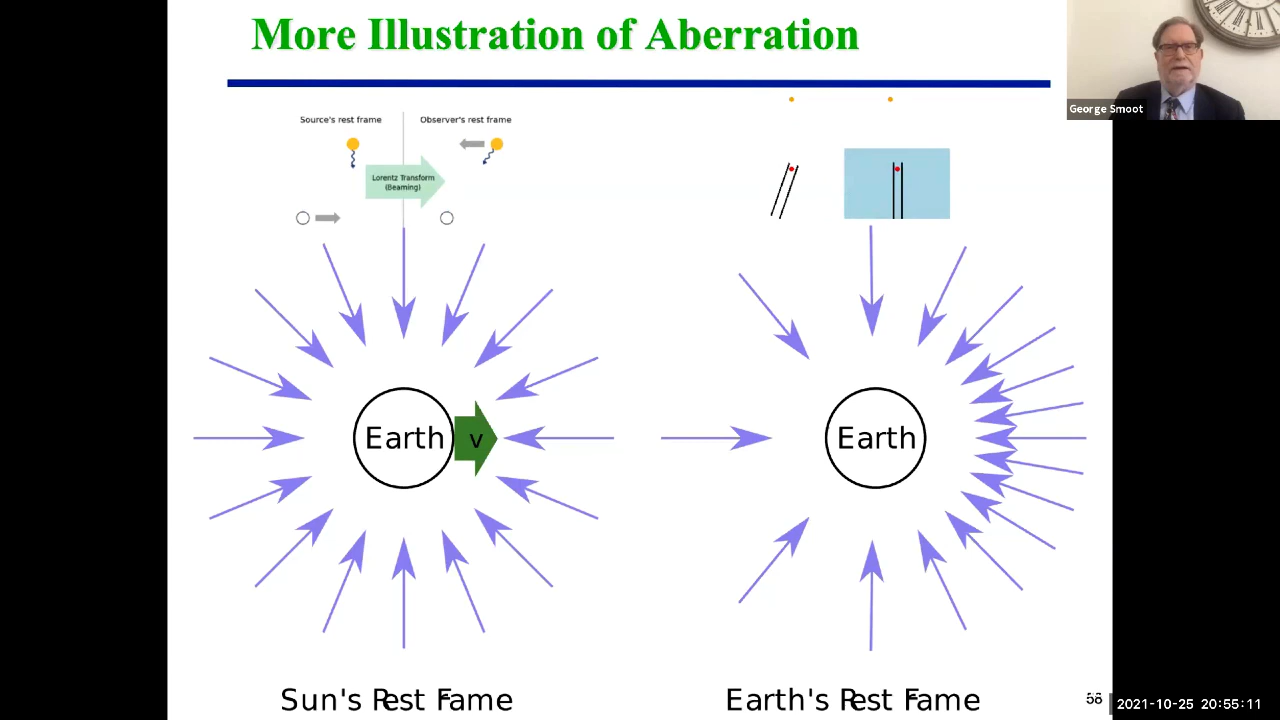 More Illustration of Aberration
George Smoot
Source's rest frame
Observer's rest frame
Lorentz Transform
(Beaming)
Earth
v
Earth
Sun's Rest Fame
Earth's Rest Fame
2021-10-25 20:55:11